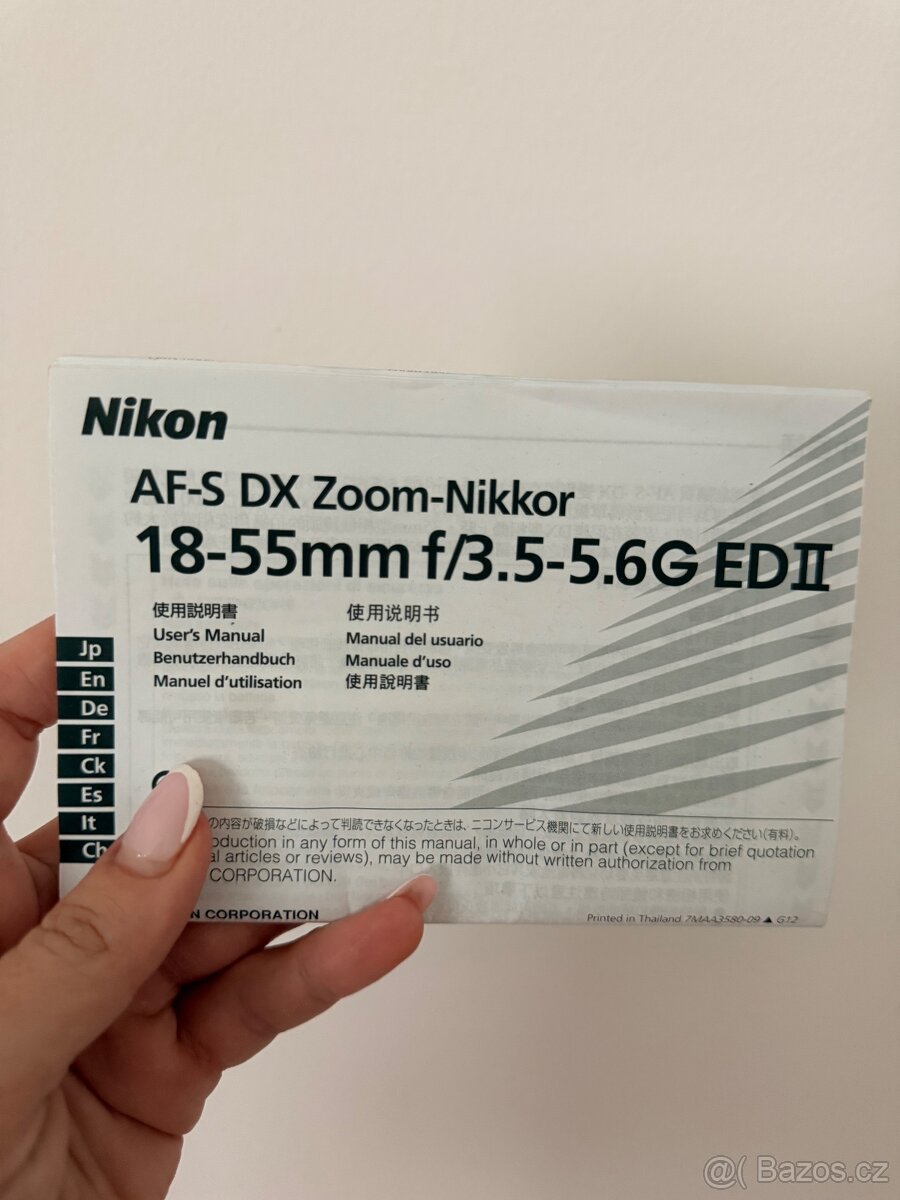 Nikon
AF-S DX Zoom-Nikkor
18-55mm f/3.5-5.6G ED II
使用説明書 使用说明书
User's Manual Manual del usuario
Benutzerhandbuch Manuale d'uso
Manuel d'utilisation 使用說明書
Jp
En
De
Fr
Ck
Es
It
Ch
の内容が破損などによって判読できなくなったときは、ニコンサービス機関にて新しい使用説明書をお求めください(有料)。
oduction in any form of this manual, in whole or in part (except for brief quotation
al articles or reviews), may be made without written authorization from
CORPORATION.
N CORPORATION
Printed in Thailand 7MAA3580-09 ▲ G12
@( Bazos.cz